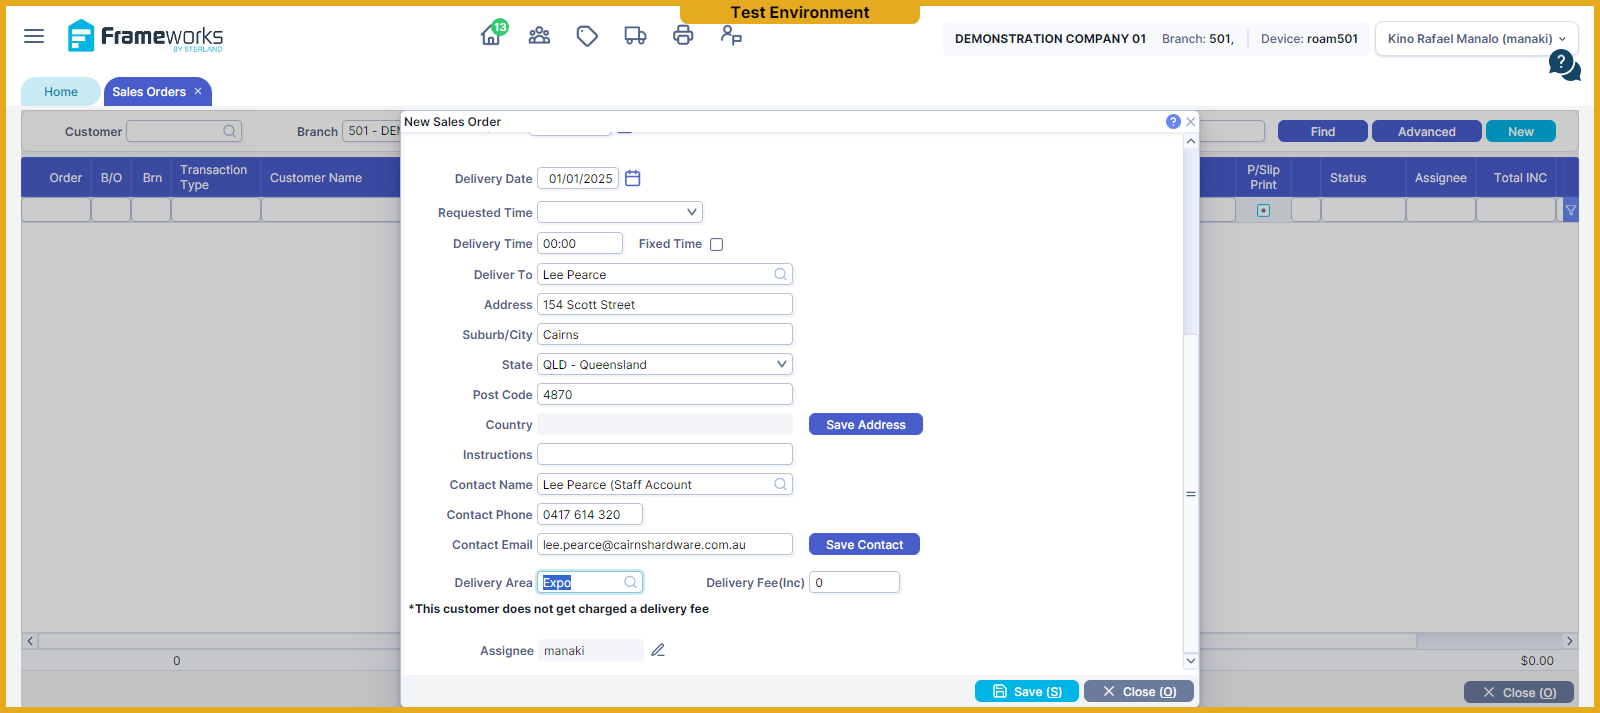 Test Environment
Frameworks
BY STERLAND
13
DEMONSTRATION COMPANY 01 Branch: 501, Device: roam501 Kino Rafael Manalo (manaki)
?
Home Sales Orders ×
Customer Branch 501 - DEM Find Advanced New
New Sales Order ?
Order B/O Brn Transaction Type Customer Name P/Slip Print Status Assignee Total INC
Delivery Date 01/01/2025
Requested Time
Delivery Time 00:00 Fixed Time
Deliver To Lee Pearce
Address 154 Scott Street
Suburb/City Cairns
State QLD - Queensland
Post Code 4870
Country Save Address
Instructions
Contact Name Lee Pearce (Staff Account
Contact Phone 0417 614 320
Contact Email lee.pearce@cairnshardware.com.au Save Contact
Delivery Area Expo Delivery Fee(Inc) 0
*This customer does not get charged a delivery fee
Assignee manaki
0 $0.00
Save (S) Close (O) Close (O)